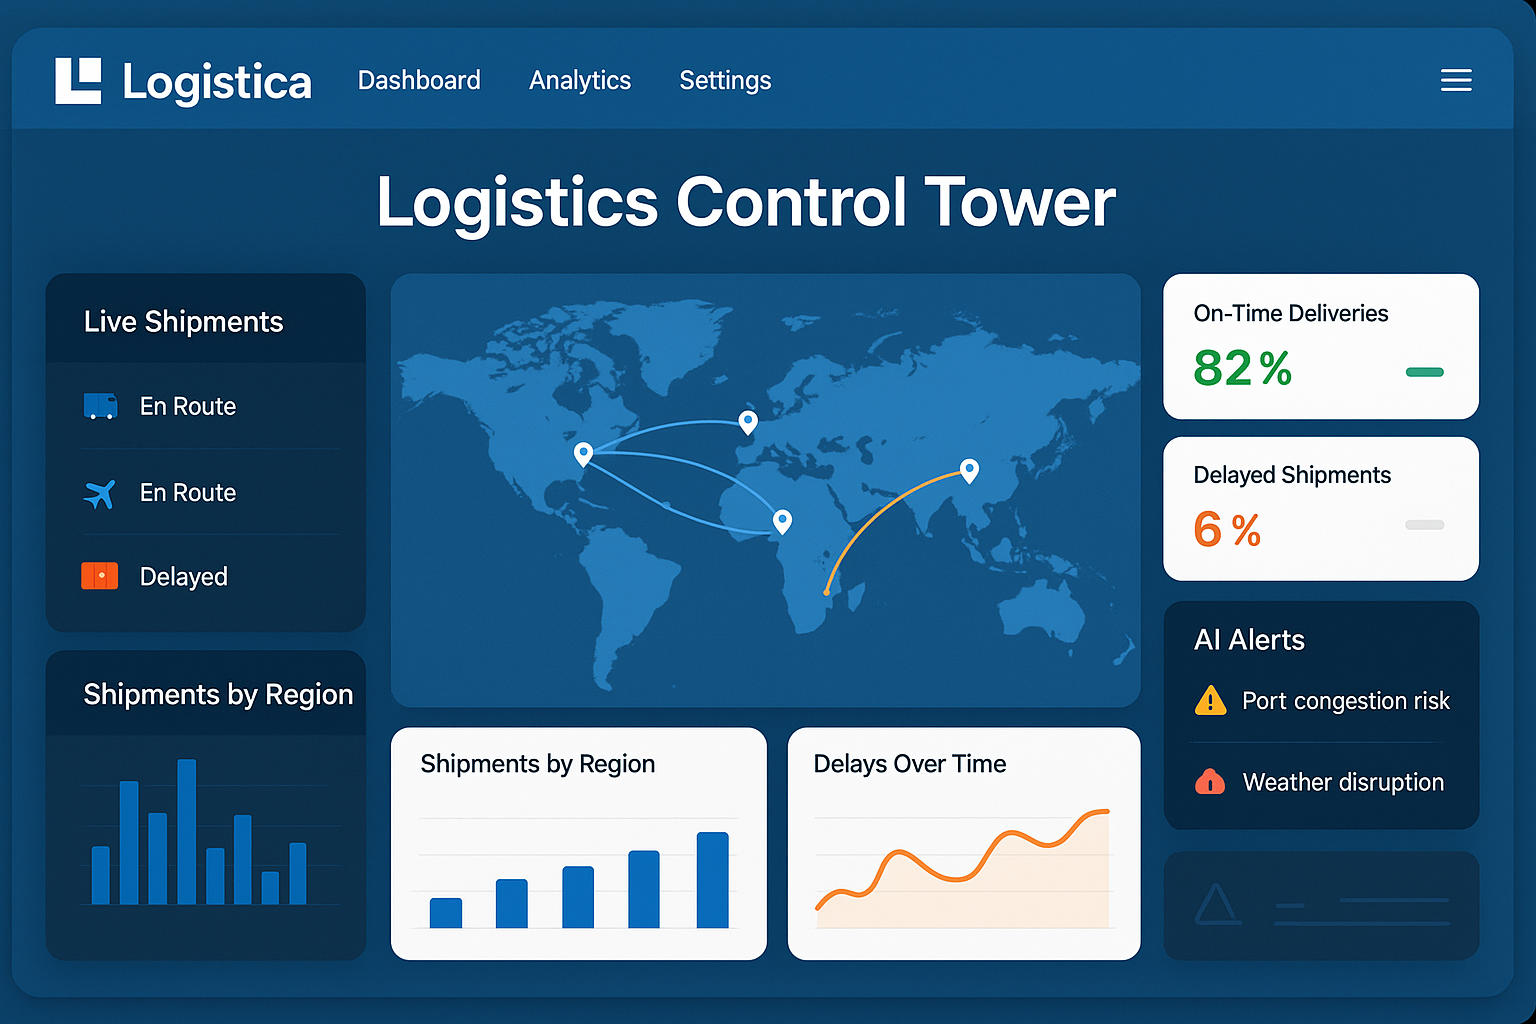 Logistica
Dashboard
Analytics
Settings
Logistics Control Tower
Live Shipments
En Route
En Route
Delayed
Shipments by Region
On-Time Deliveries
82%
Delayed Shipments
6%
AI Alerts
Port congestion risk
Weather disruption
Shipments by Region
Delays Over Time